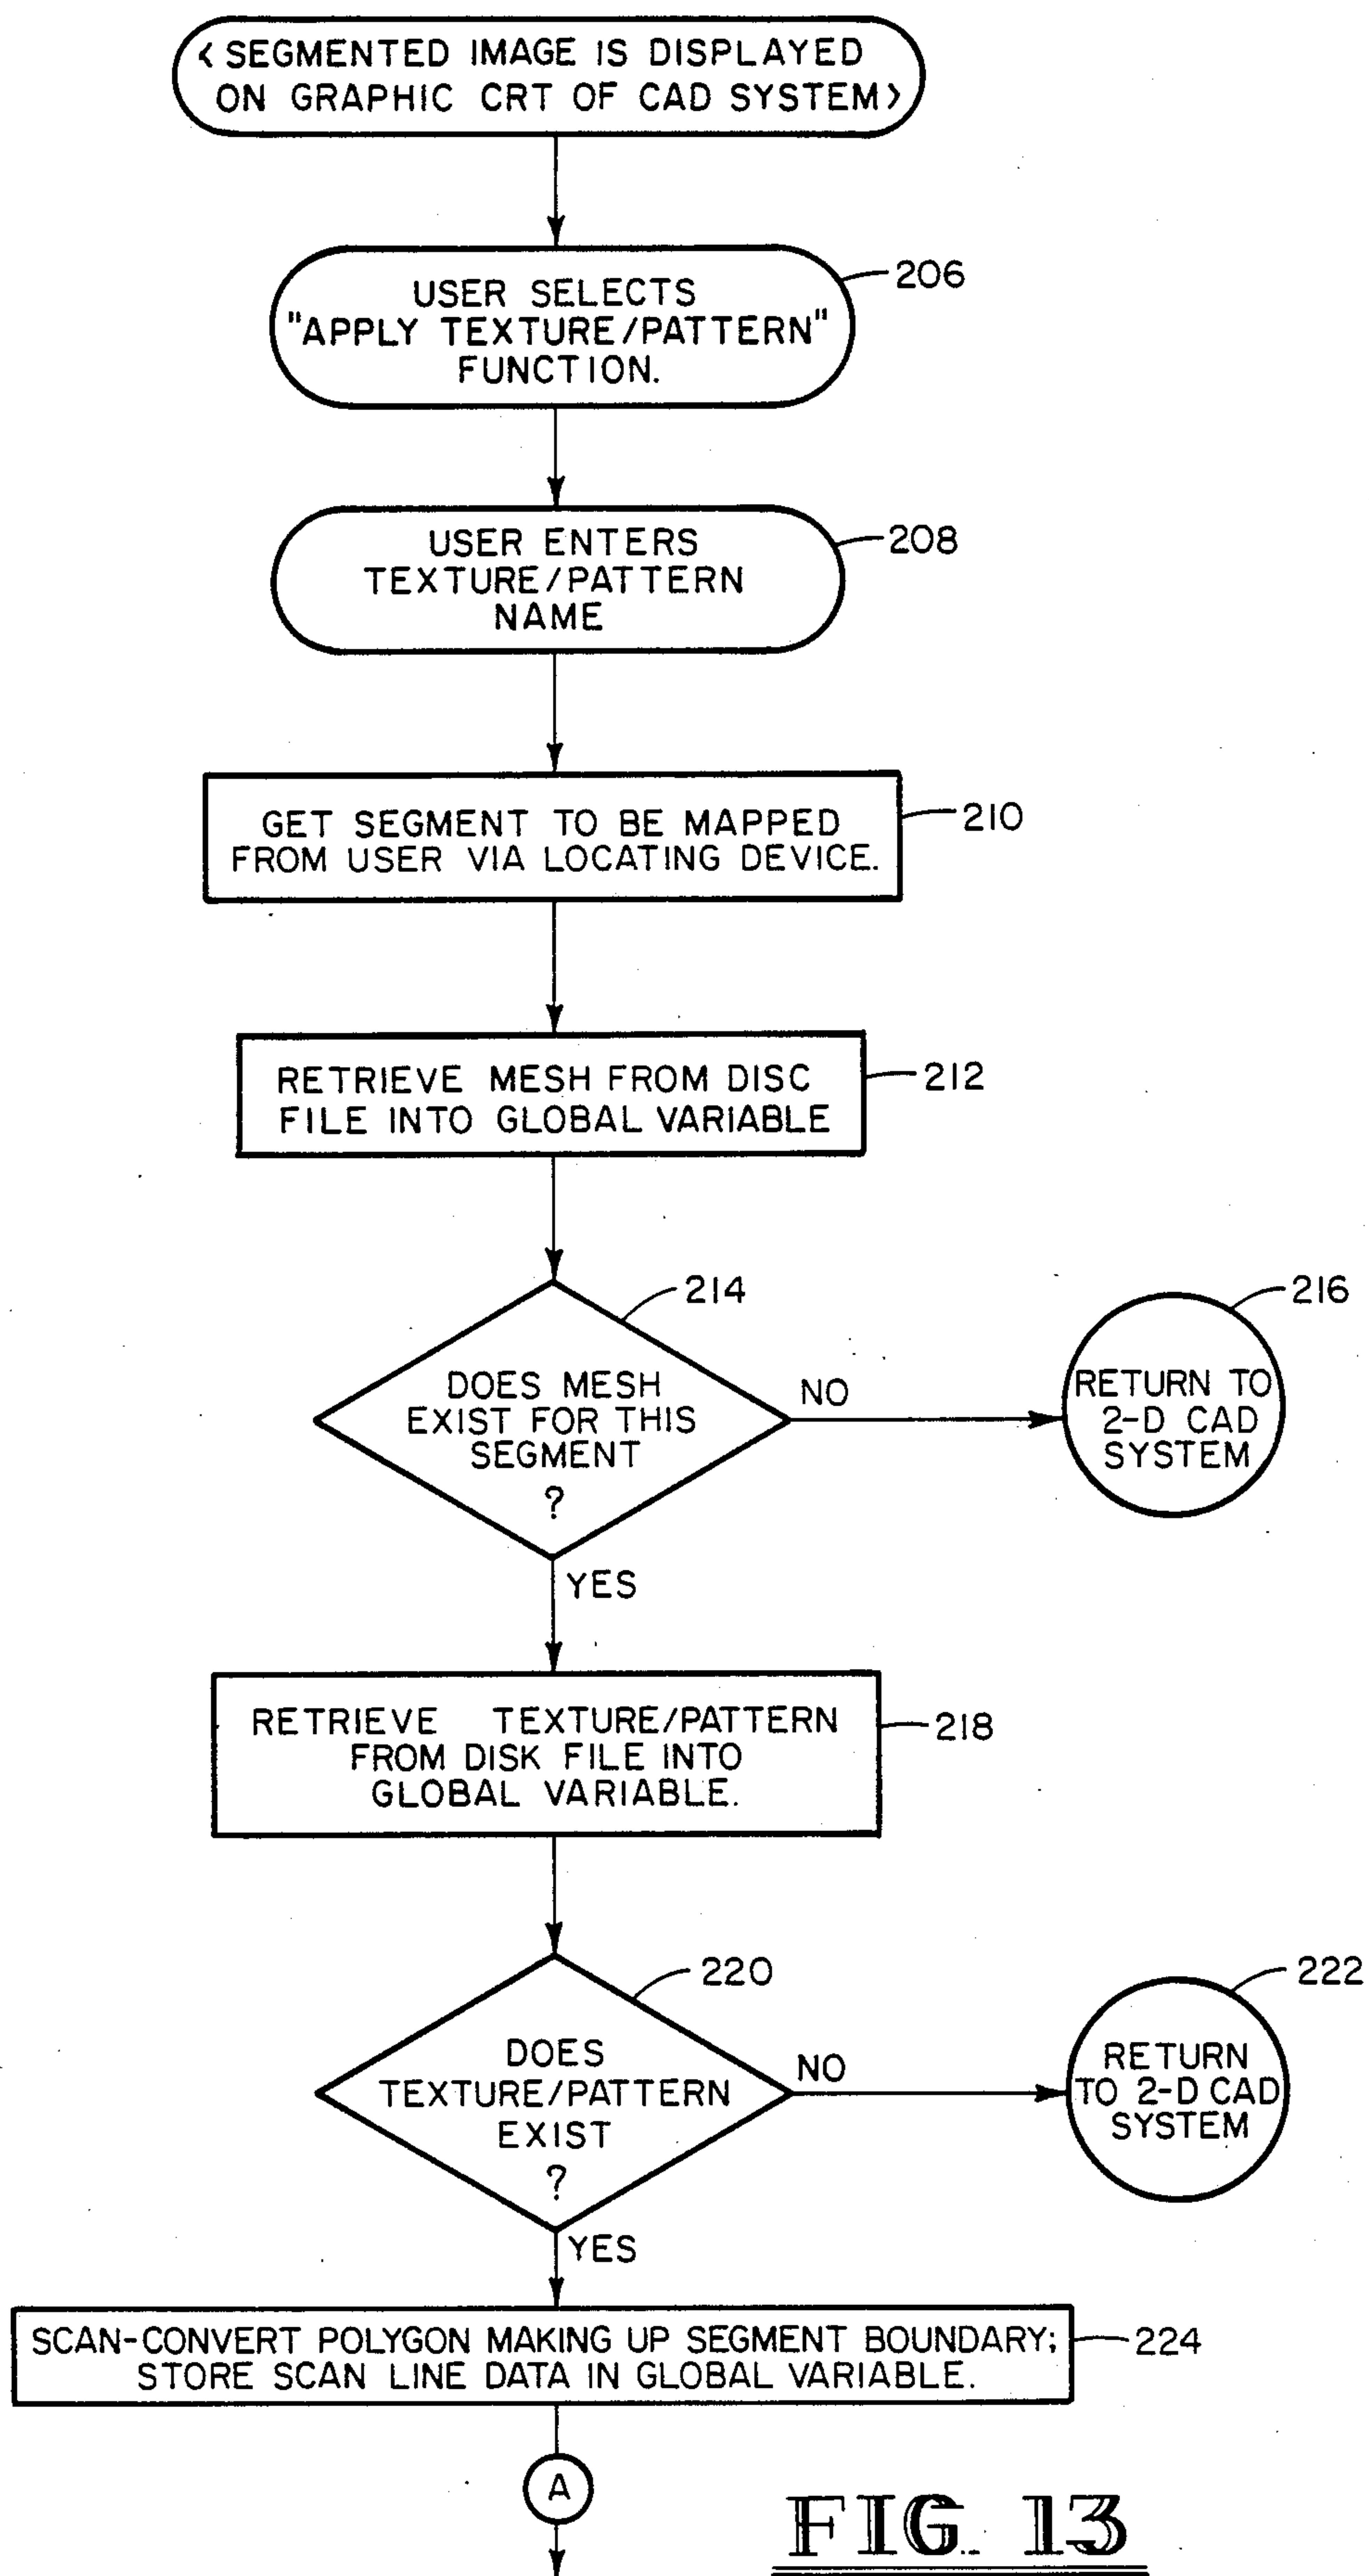 < SEGMENTED IMAGE IS DISPLAYED
ON GRAPHIC CRT OF CAD SYSTEM >
USER SELECTS
"APPLY TEXTURE/PATTERN"
FUNCTION.
206
USER ENTERS
TEXTURE/PATTERN
NAME
208
GET SEGMENT TO BE MAPPED
FROM USER VIA LOCATING DEVICE.
210
RETRIEVE MESH FROM DISC
FILE INTO GLOBAL VARIABLE
212
DOES MESH
EXIST FOR THIS
SEGMENT
?
214
NO
RETURN TO
2-D CAD
SYSTEM
216
YES
RETRIEVE TEXTURE/PATTERN
FROM DISK FILE INTO
GLOBAL VARIABLE.
218
DOES
TEXTURE/PATTERN
EXIST
?
220
NO
RETURN
TO 2-D CAD
SYSTEM
222
YES
SCAN-CONVERT POLYGON MAKING UP SEGMENT BOUNDARY;
STORE SCAN LINE DATA IN GLOBAL VARIABLE.
224
A
FIG. 13